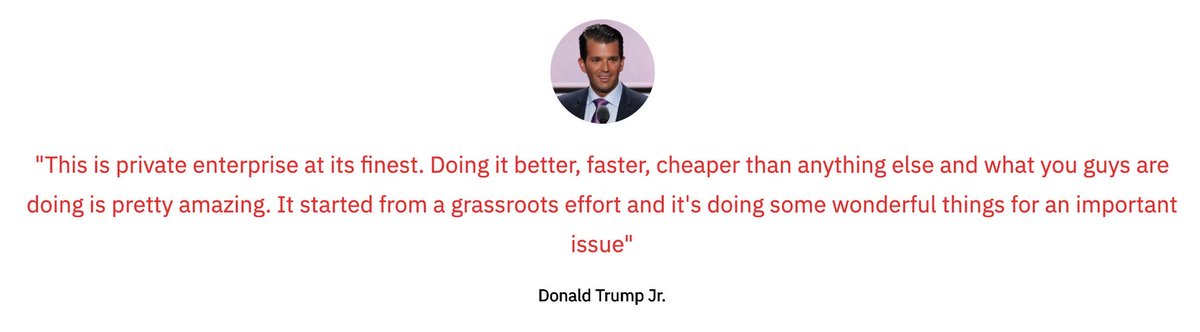 "This is private enterprise at its finest. Doing it better, faster, cheaper than anything else and what you guys are
doing is pretty amazing. It started from a grassroots effort and it's doing some wonderful things for an important
issue"
Donald Trump Jr.